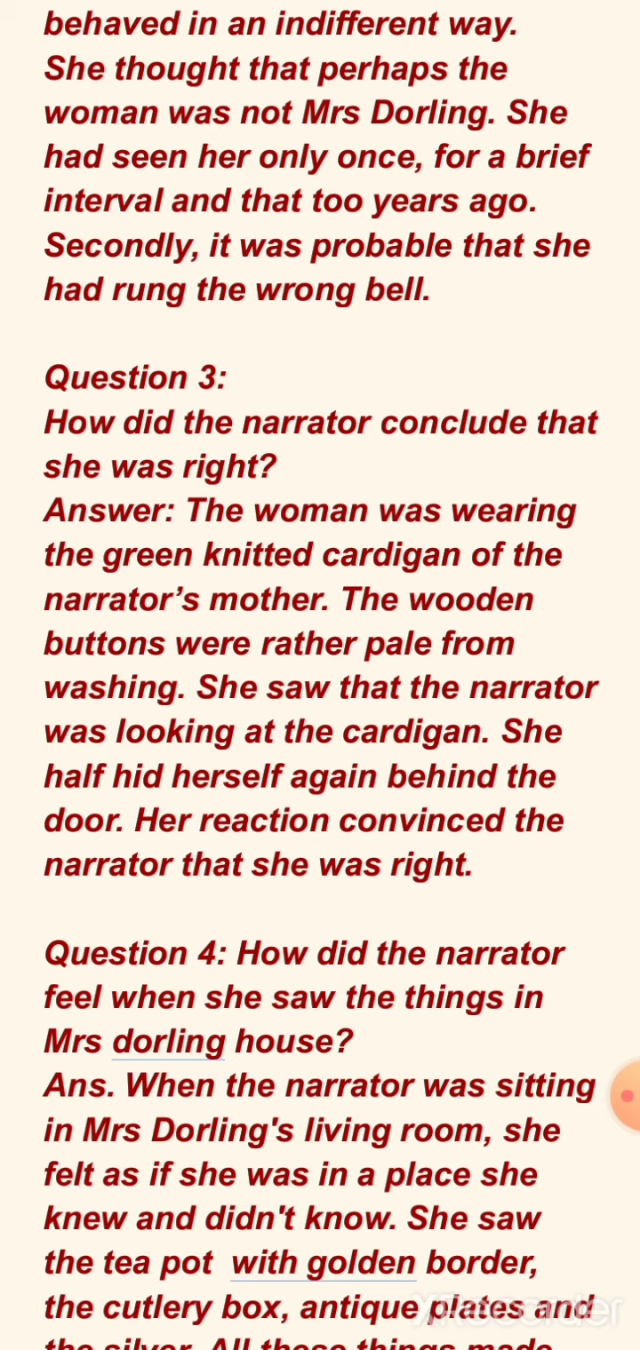 behaved in an indifferent way.
She thought that perhaps the
woman was not Mrs Dorling. She
had seen her only once, for a brief
interval and that too years ago.
Secondly, it was probable that she
had rung the wrong bell.
Question 3:
How did the narrator conclude that
she was right?
Answer: The woman was wearing
the green knitted cardigan of the
narrator’s mother. The wooden
buttons were rather pale from
washing. She saw that the narrator
was looking at the cardigan. She
half hid herself again behind the
door. Her reaction convinced the
narrator that she was right.
Question 4: How did the narrator
feel when she saw the things in
Mrs dorling house?
Ans. When the narrator was sitting
in Mrs Dorling's living room, she
felt as if she was in a place she
knew and didn't know. She saw
the tea pot with golden border,
the cutlery box, antique plates and
XRecorder
the silver. All these things made